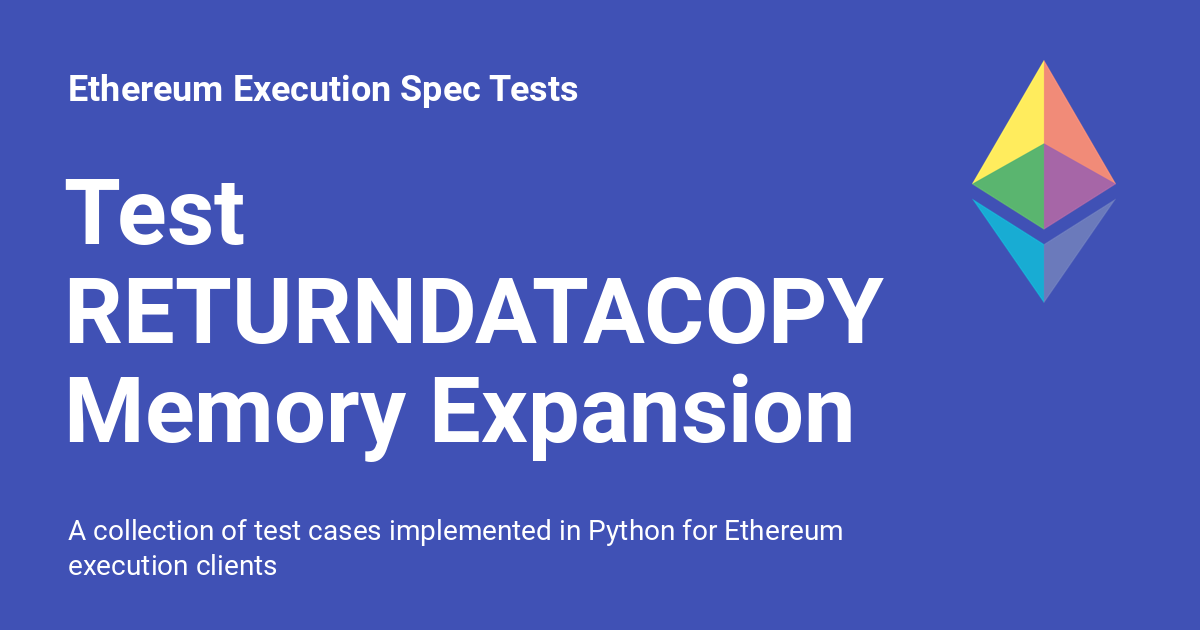 Ethereum Execution Spec Tests
Test
RETURNDATACOPY
Memory Expansion
A collection of test cases implemented in Python for Ethereum
execution clients